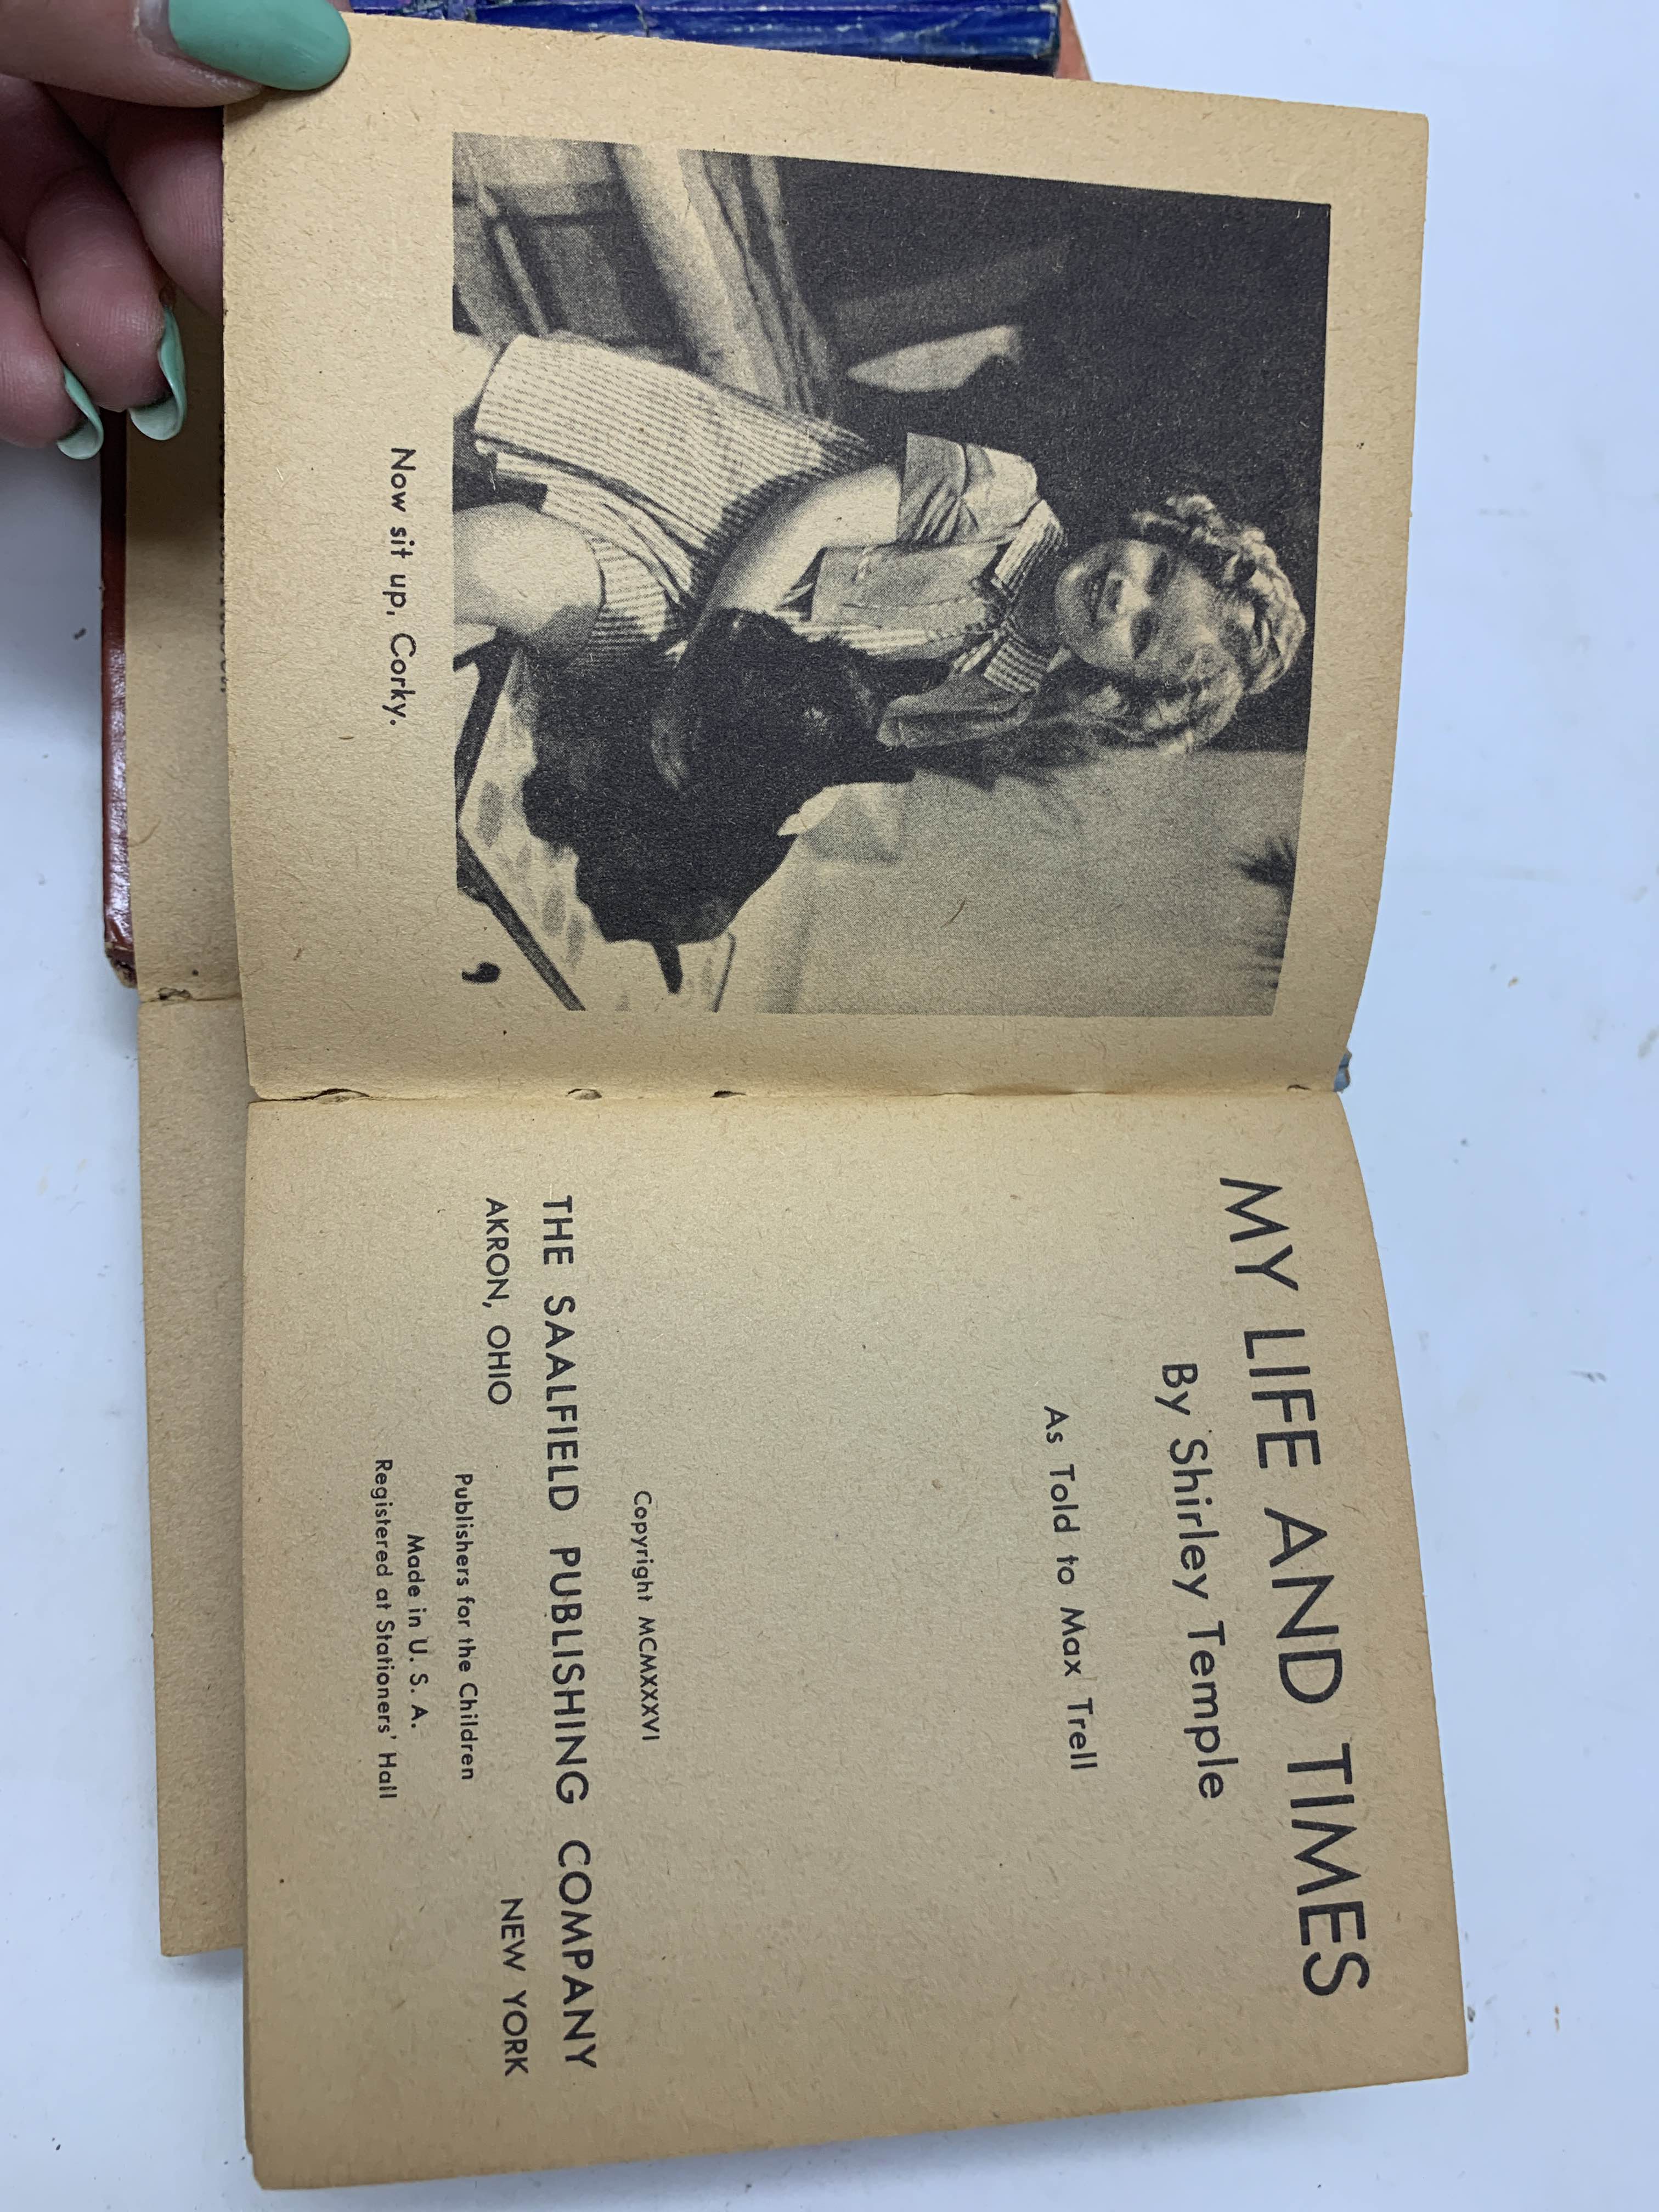 Now sit up, Corky.
MY LIFE AND TIMES
By Shirley Temple
As Told to Max Trell
Copyright MCMXXXVI
THE SAALFIELD PUBLISHING COMPANY
AKRON, OHIO NEW YORK
Publishers for the Children
Made in U. S. A.
Registered at Stationers' Hall